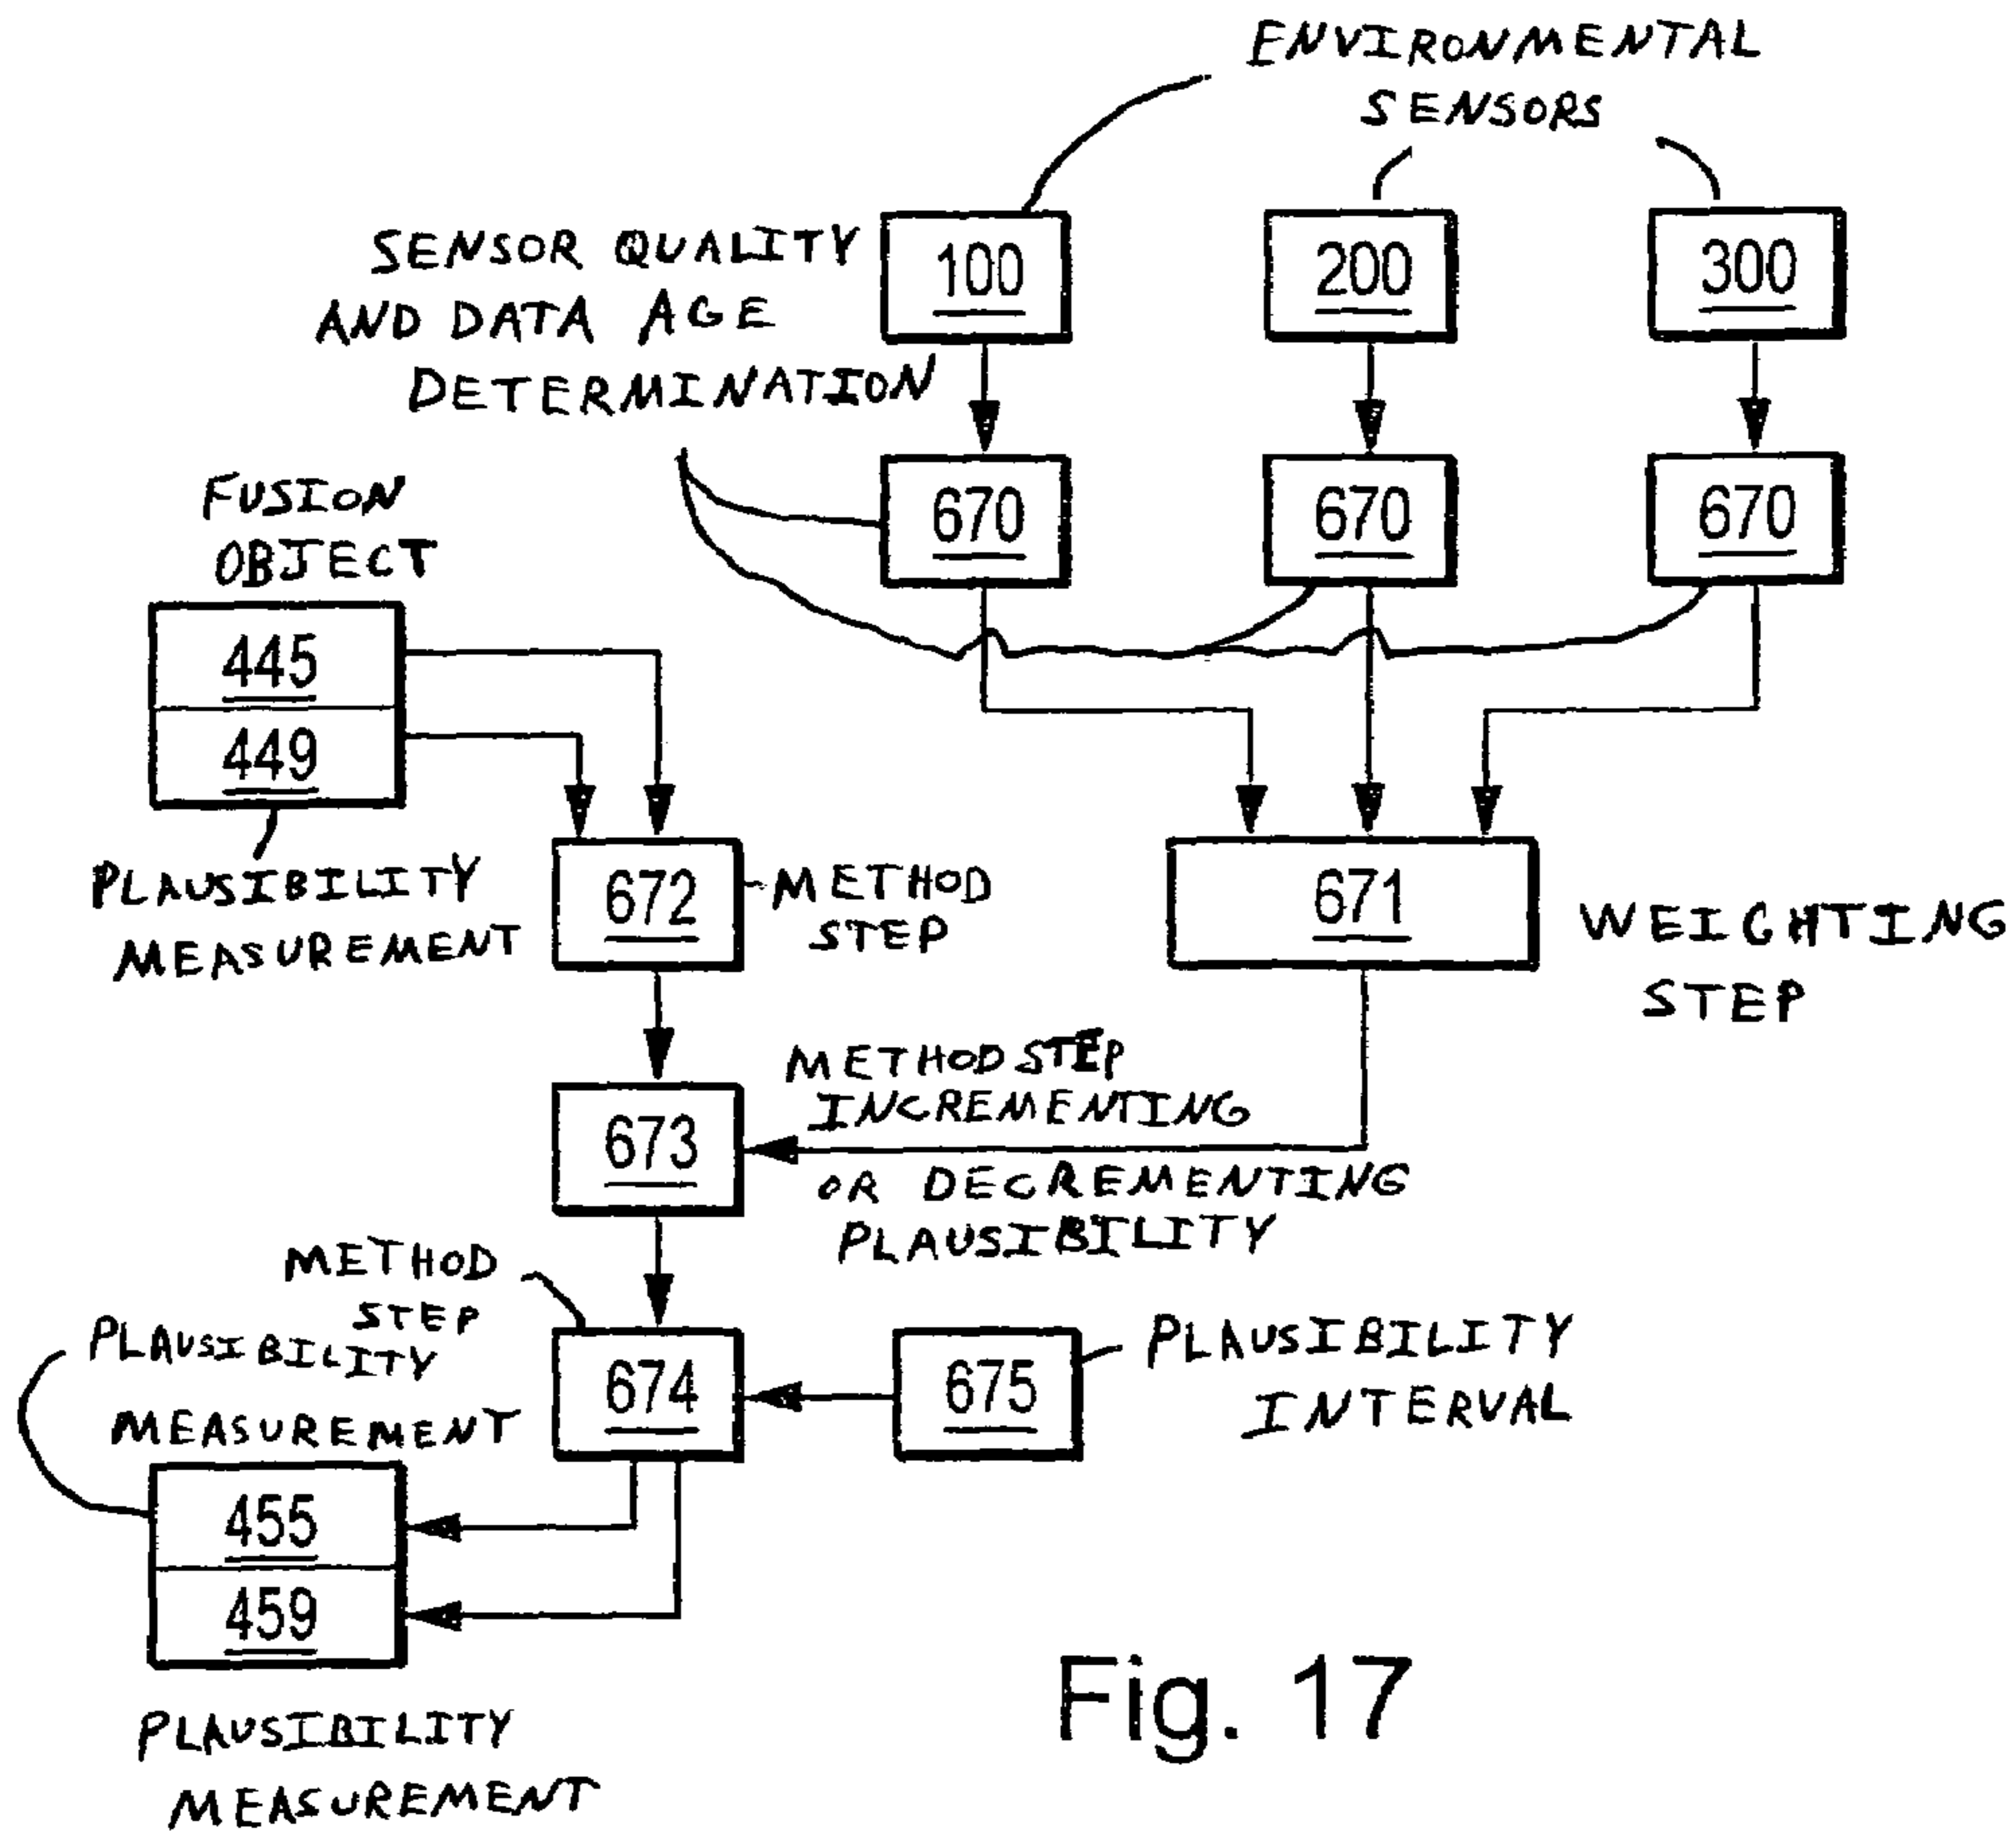 ENVIRONMENTAL
SENSORS
SENSOR QUALITY
AND DATA AGE
DETERMINATION
100
200
300
670
670
670
FUSION
OBJECT
445
449
PLAUSIBILITY
MEASUREMENT
672
METHOD
STEP
671
WEIGHTING
STEP
673
METHOD STEP
INCREMENTING
OR DECREMENTING
PLAUSIBILITY
METHOD
STEP
674
675
PLAUSIBILITY
INTERVAL
PLAUSIBILITY
MEASUREMENT
455
459
PLAUSIBILITY
MEASUREMENT
Fig. 17